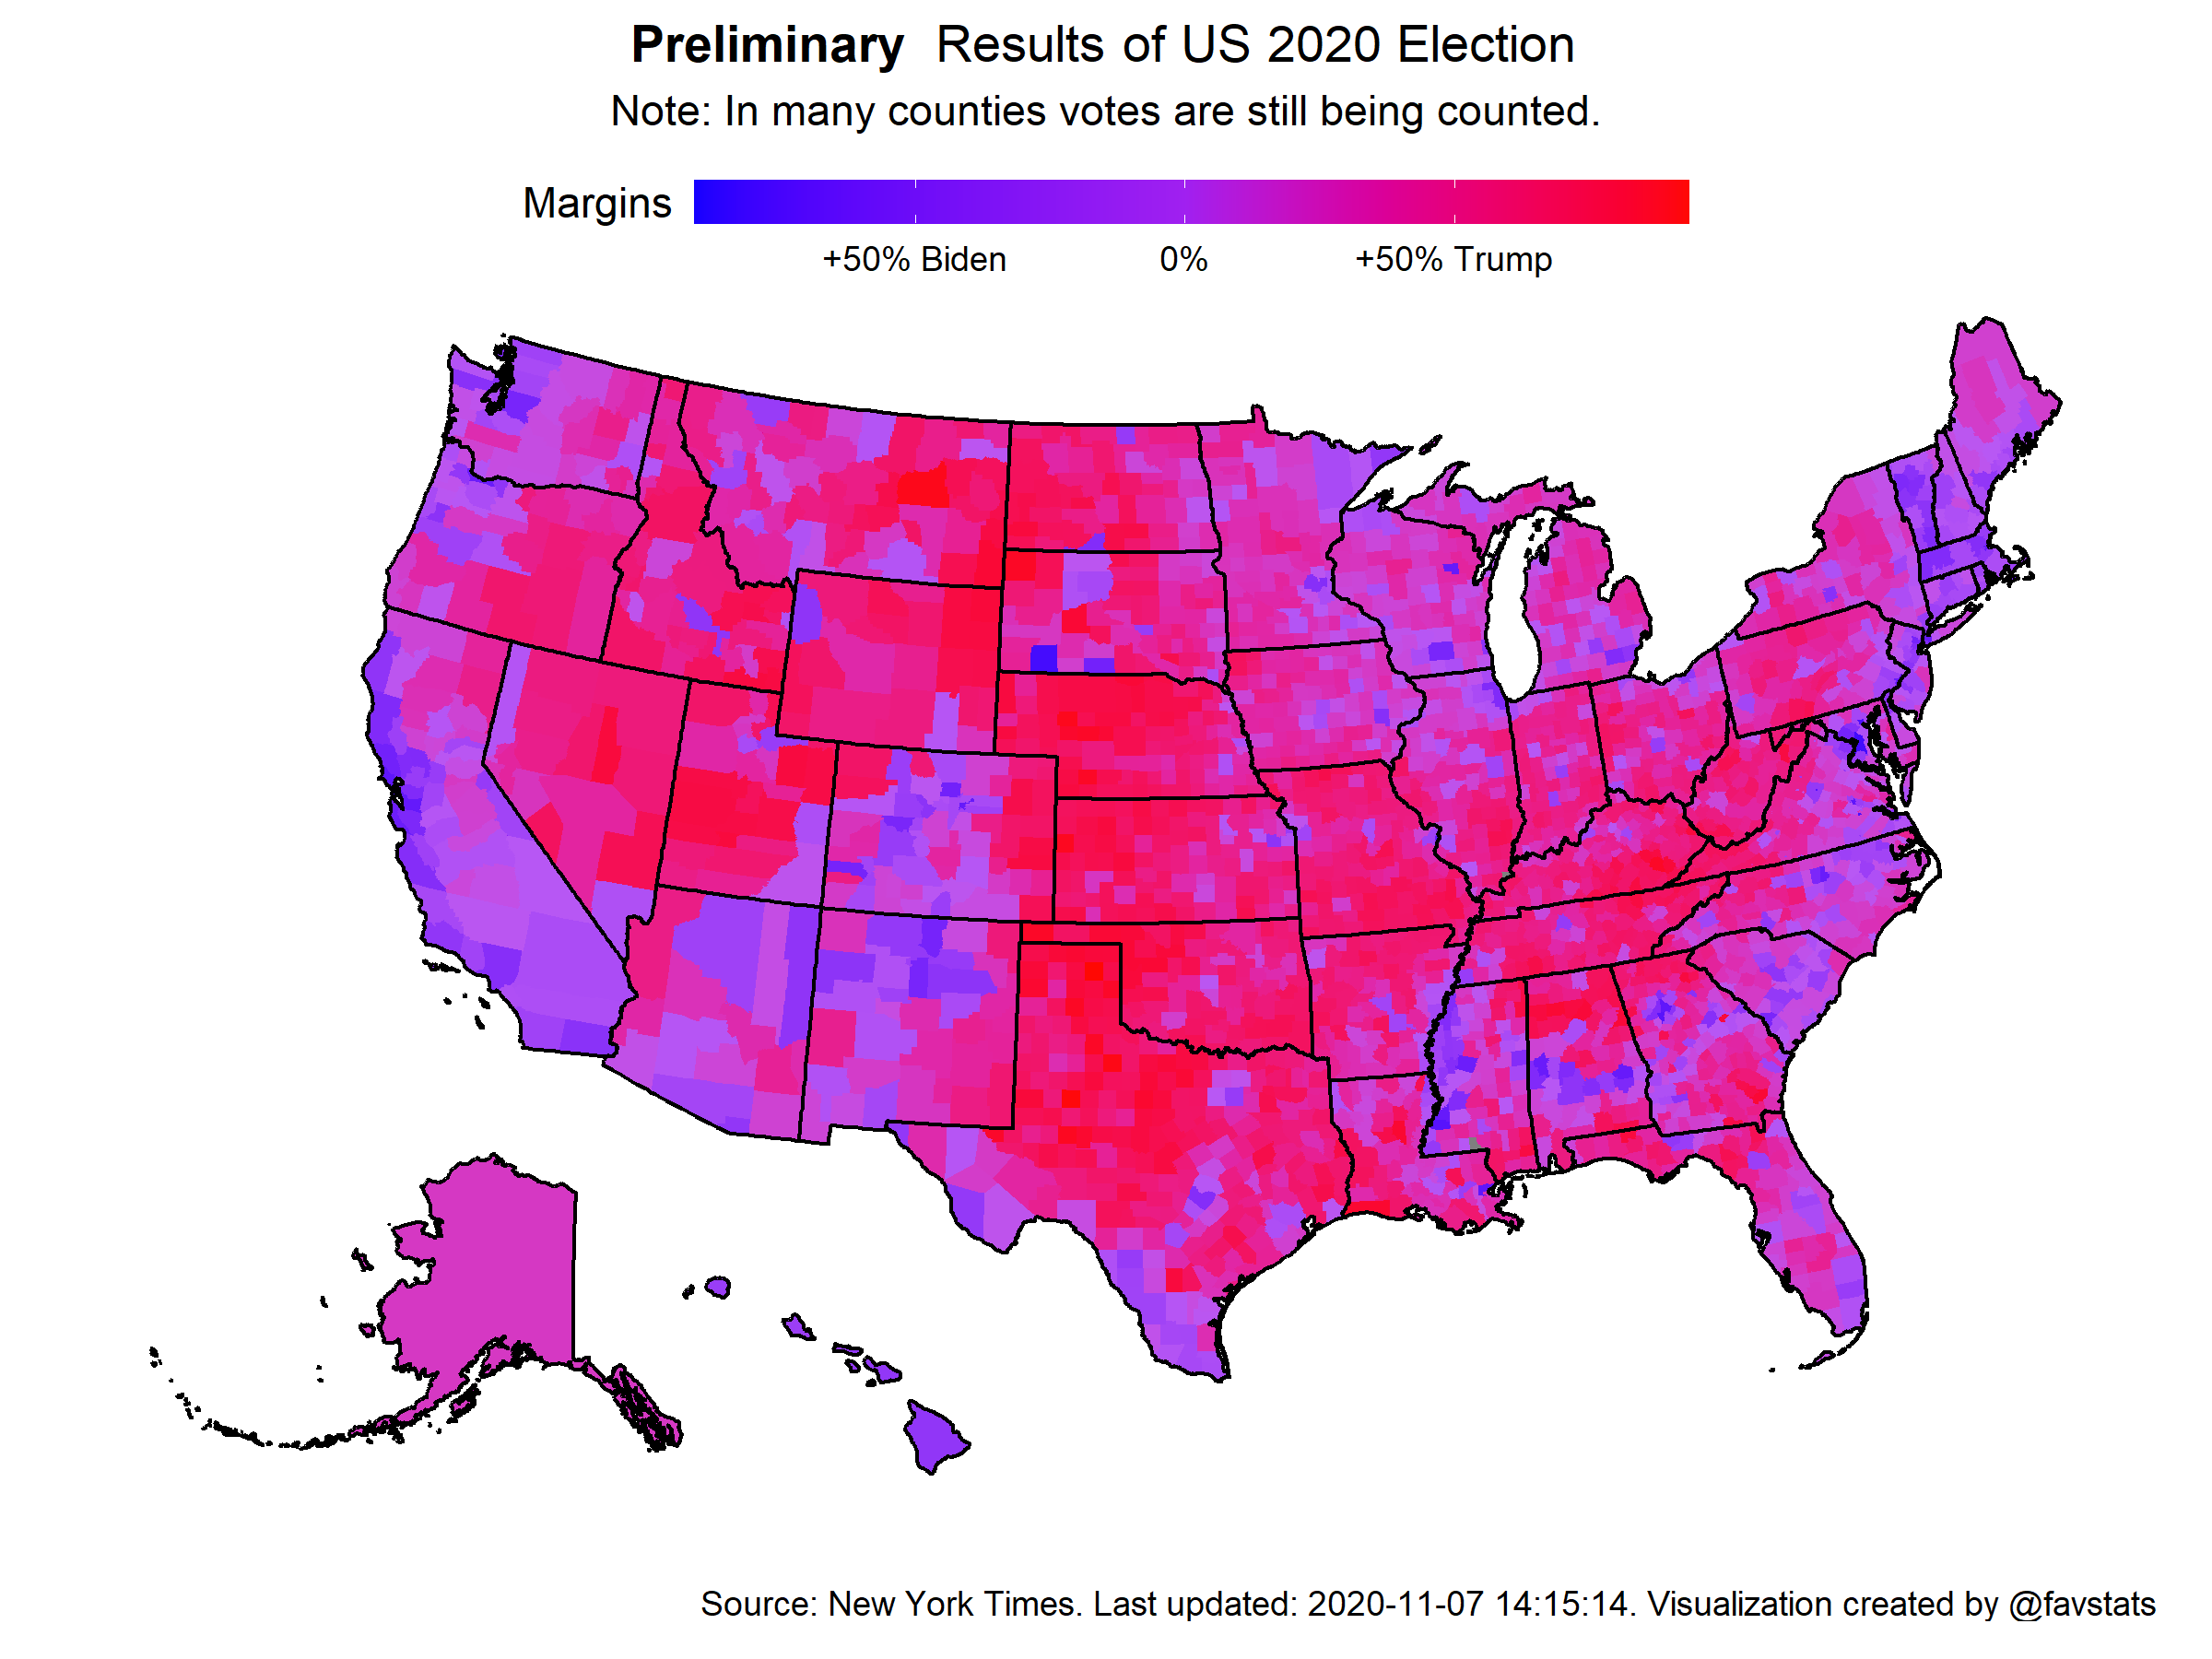 Preliminary Results of US 2020 Election
Note: In many counties votes are still being counted.
Margins
+50% Biden 0% +50% Trump
Source: New York Times. Last updated: 2020-11-07 14:15:14. Visualization created by @favstats